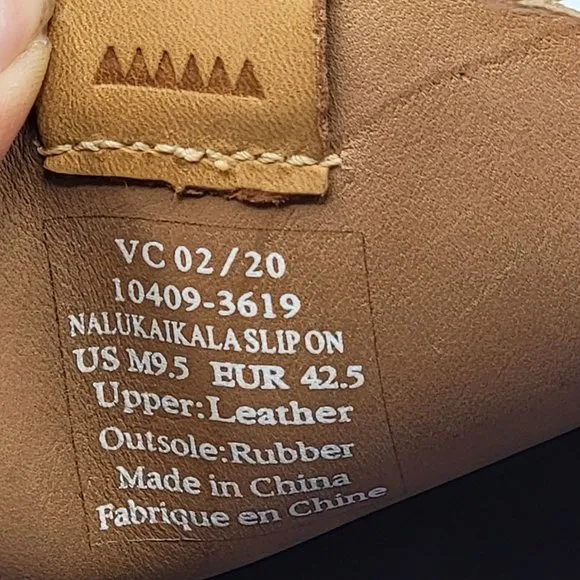 VC 02/20
10409-3619
NALUKAIKALA SLIP ON
US M9.5 EUR 42.5
Upper:Leather
Outsole:Rubber
Made in China
Fabrique en Chine